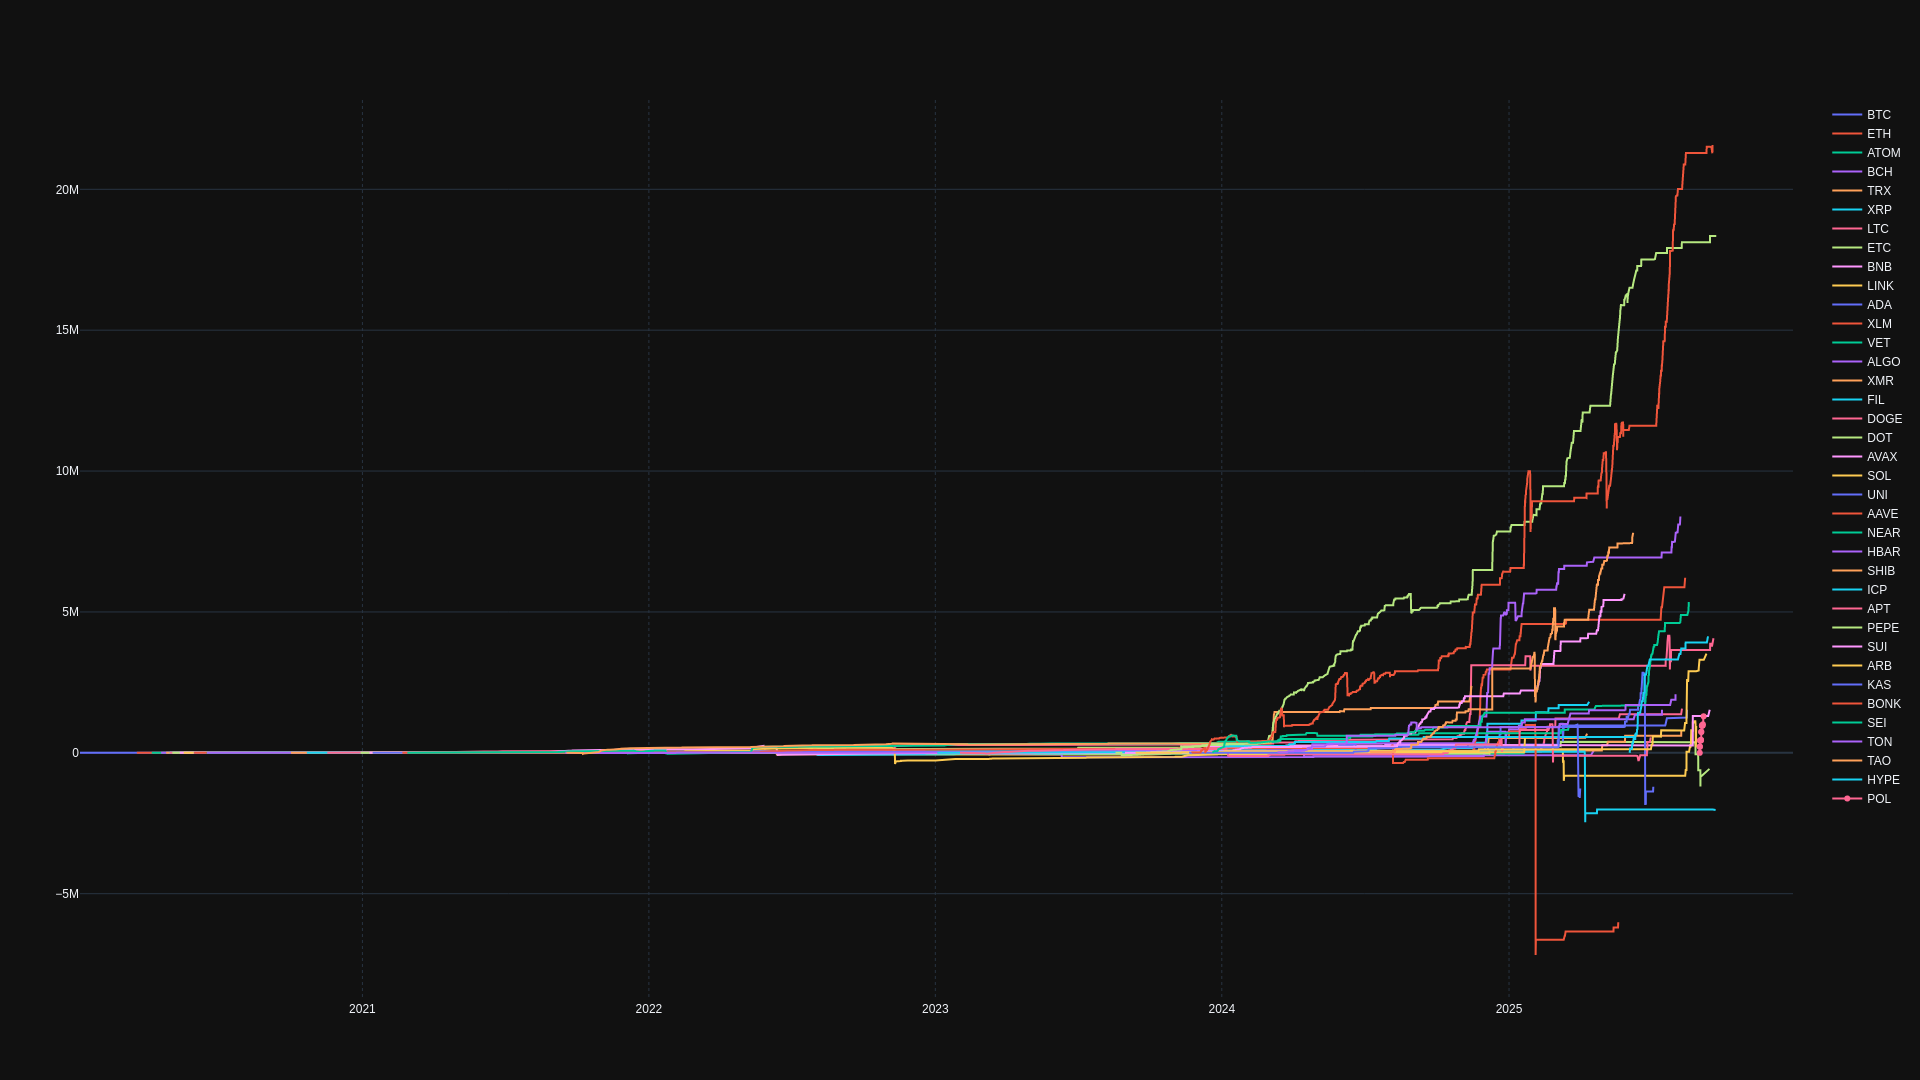 20M
15M
10M
5M
0
−5M
2021
2022
2023
2024
2025
BTC
ETH
ATOM
BCH
TRX
XRP
LTC
ETC
BNB
LINK
ADA
XLM
VET
ALGO
XMR
FIL
DOGE
DOT
AVAX
SOL
UNI
AAVE
NEAR
HBAR
SHIB
ICP
APT
PEPE
SUI
ARB
KAS
BONK
SEI
TON
TAO
HYPE
POL